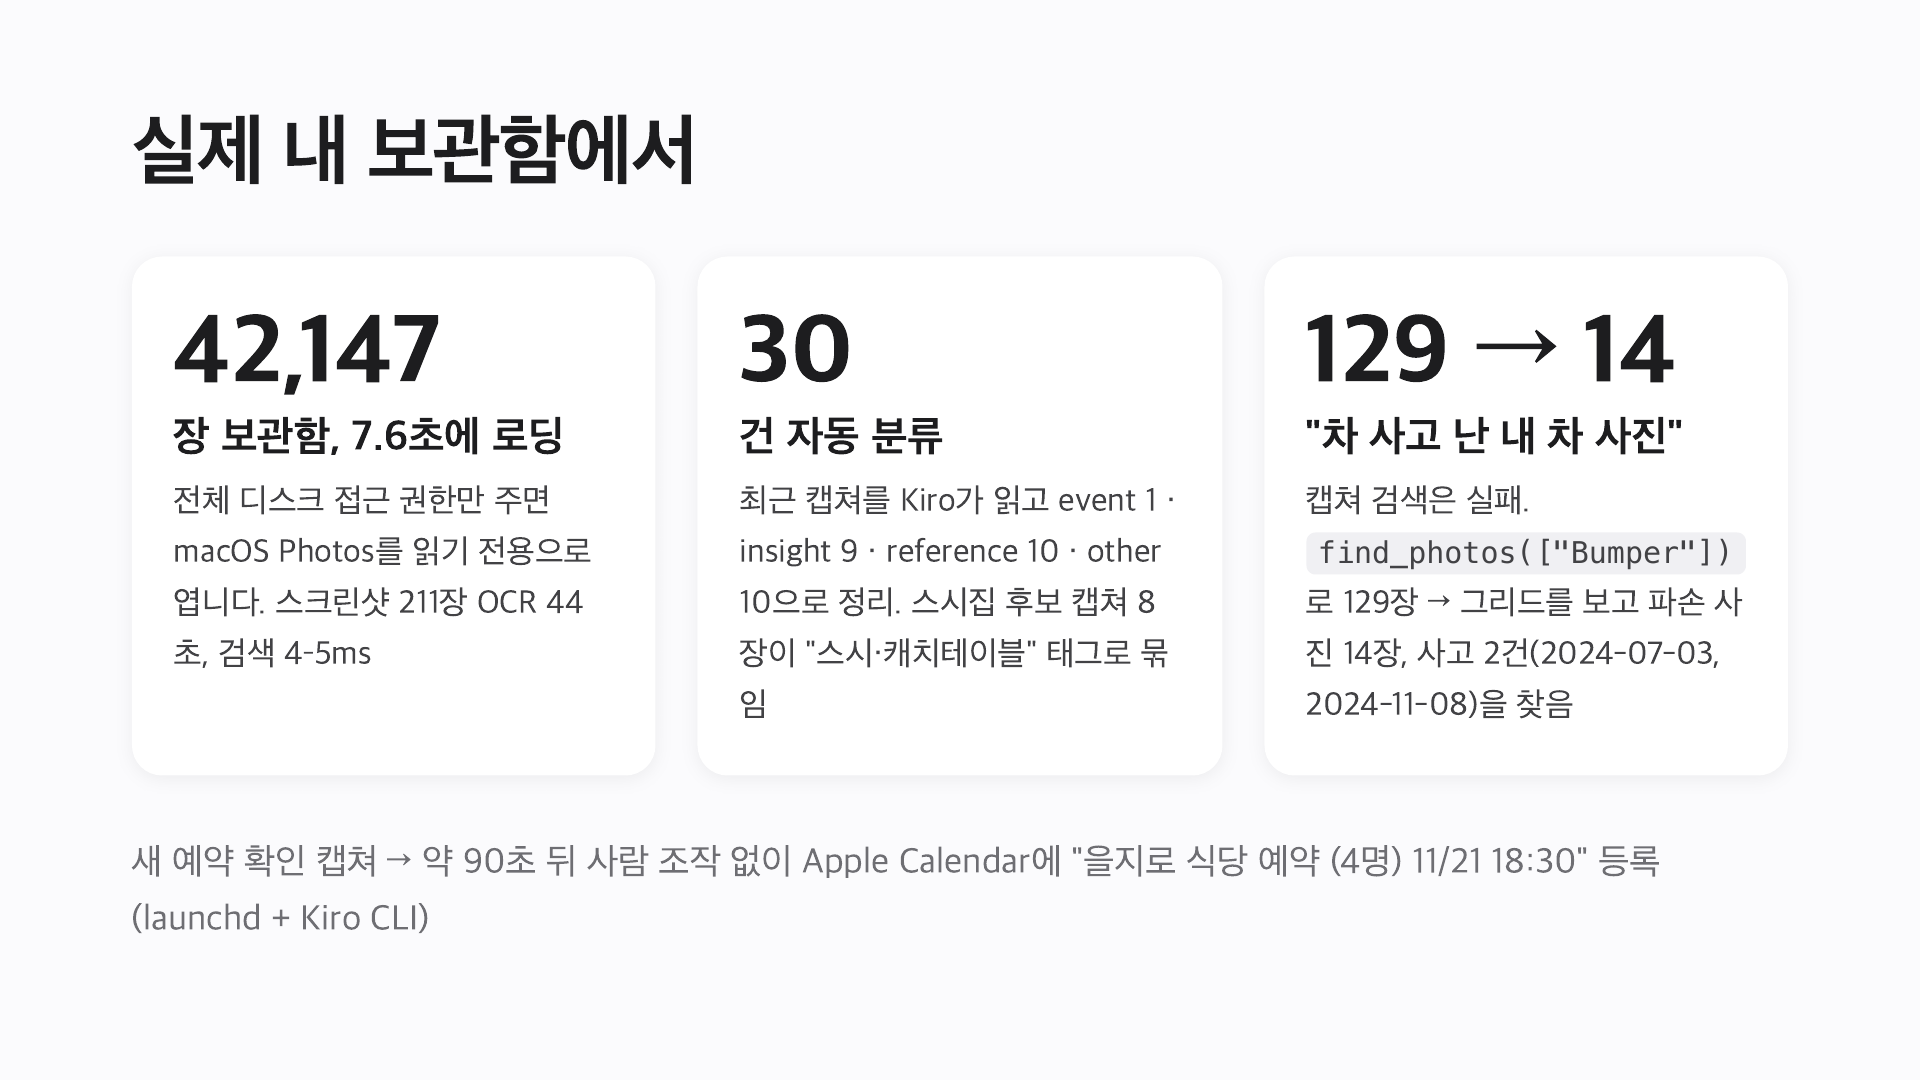 실제 내 보관함에서
42,147
장 보관함, 7.6초에 로딩
전체 디스크 접근 권한만 주면
macOS Photos를 읽기 전용으로
엽니다. 스크린샷 211장 OCR 44
초, 검색 4-5ms
30
건 자동 분류
최근 캡쳐를 Kiro가 읽고 event 1 ·
insight 9 · reference 10 · other
10으로 정리. 스시집 후보 캡쳐 8
장이 "스시·캐치테이블" 태그로 묶
임
129 → 14
"차 사고 난 내 차 사진"
캡쳐 검색은 실패.
find_photos(["Bumper"])
로 129장 → 그리드를 보고 파손 사
진 14장, 사고 2건(2024-07-03,
2024-11-08)을 찾음
새 예약 확인 캡쳐 → 약 90초 뒤 사람 조작 없이 Apple Calendar에 "을지로 식당 예약 (4명) 11/21 18:30" 등록
(launchd + Kiro CLI)